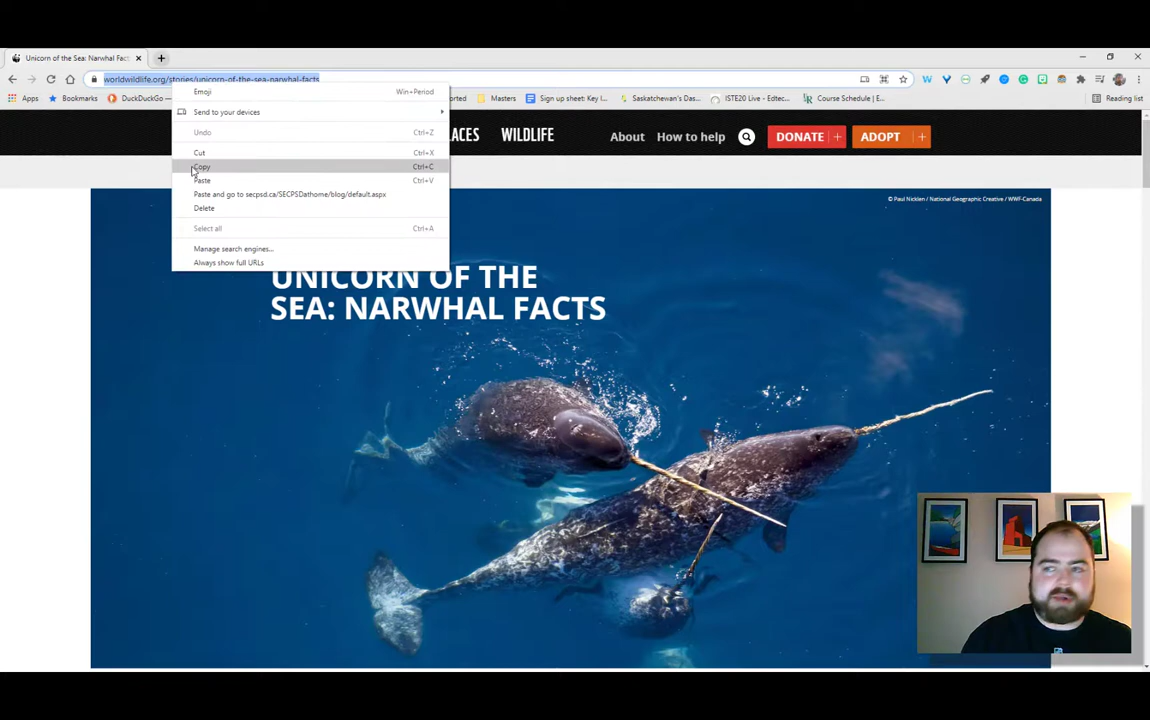 Unicorn of the Sea: Narwhal Fac
worldwildlife.org/stories/unicorn-of-the-sea-narwhal-facts
Apps Bookmarks DuckDuckGo — orted Masters Sign up sheet: Key I... Saskatchewan's Das... ISTE20 Live - Edtec... Course Schedule | E... Reading list
Emoji Win+Period
Send to your devices
Undo Ctrl+Z
Cut Ctrl+X
Copy Ctrl+C
Paste Ctrl+V
Paste and go to secpsd.ca/SECPSDathome/blog/default.aspx
Delete
Select all Ctrl+A
Manage search engines...
Always show full URLs
LACES WILDLIFE About How to help DONATE + ADOPT +
© Paul Nicklen / National Geographic Creative / WWF-Canada
UNICORN OF THE
SEA: NARWHAL FACTS